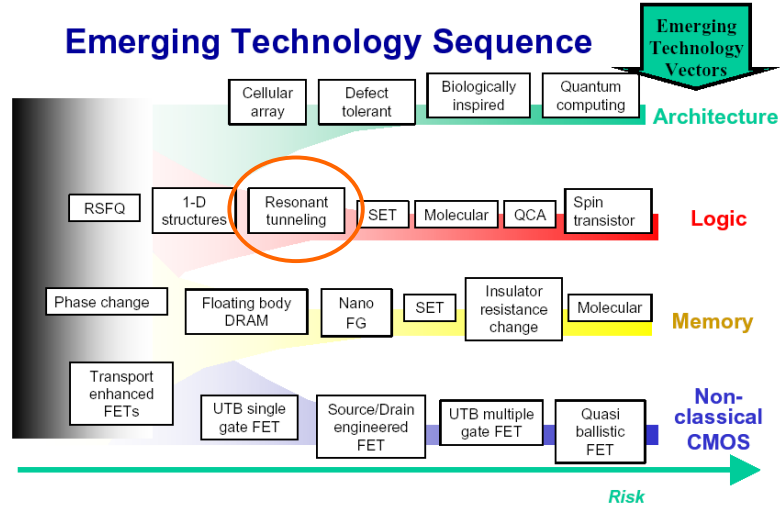 Emerging Technology Sequence
Emerging
Technology
Vectors
Cellular
array
Defect
tolerant
Biologically
inspired
Quantum
computing
Architecture
RSFQ
1-D
structures
Resonant
tunneling
SET
Molecular
QCA
Spin
transistor
Logic
Phase change
Floating body
DRAM
Nano
FG
SET
Insulator
resistance
change
Molecular
Memory
Transport
enhanced
FETs
UTB single
gate FET
Source/Drain
engineered
FET
UTB multiple
gate FET
Quasi
ballistic
FET
Non-
classical
CMOS
Risk